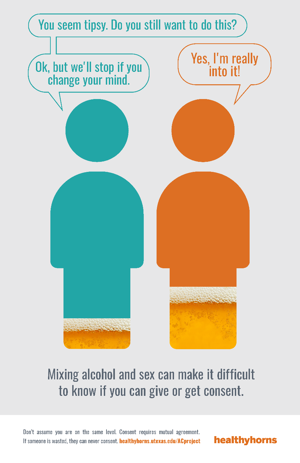 You seem tipsy. Do you still want to do this?
Yes, I'm really
into it!
Ok, but we'll stop if you
change your mind.
Mixing alcohol and sex can make it difficult
to know if you can give or get consent.
Don't assume you are on the same level. Consent requires mutual agreement.
If someone is wasted, they can never consent. healthyhorns.utexas.edu/ACproject
healthyhorns